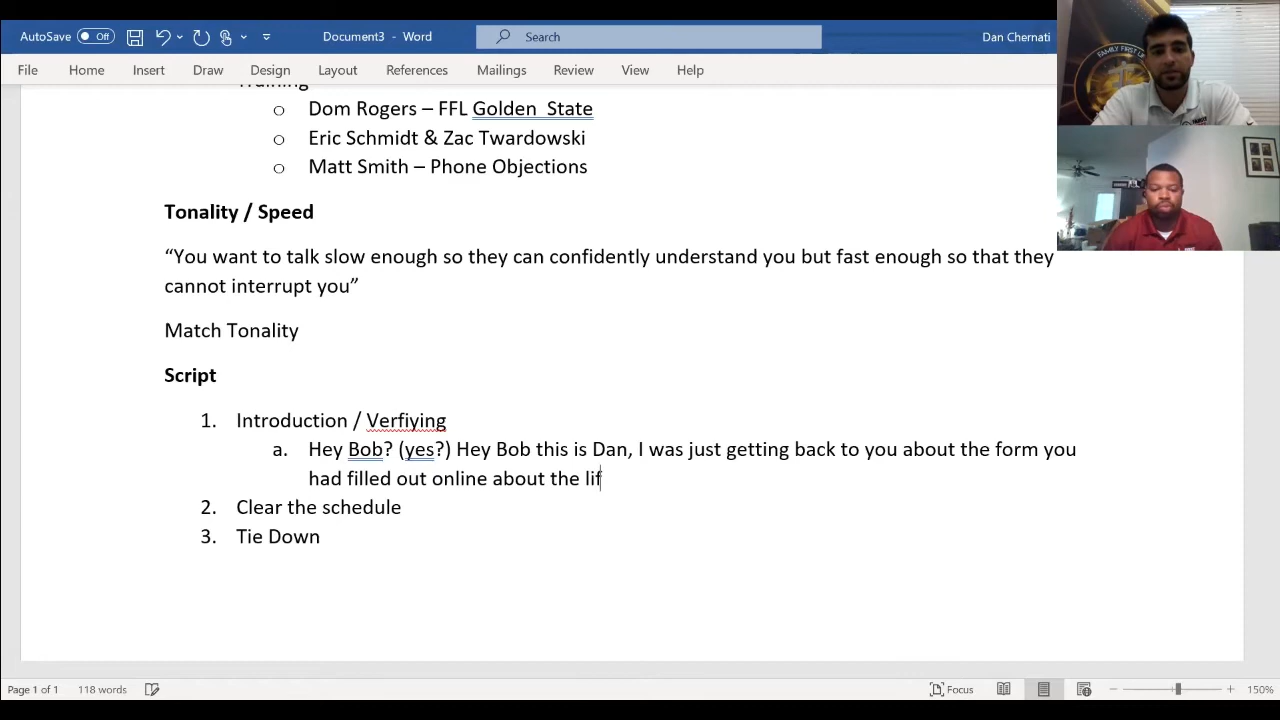 AutoSave Off Document3 - Word Search Dan Chernati
File Home Insert Draw Design Layout References Mailings Review View Help
Training
o Dom Rogers – FFL Golden State
o Eric Schmidt & Zac Twardowski
o Matt Smith – Phone Objections
Tonality / Speed
“You want to talk slow enough so they can confidently understand you but fast enough so that they
cannot interrupt you”
Match Tonality
Script
1. Introduction / Verfiying
a. Hey Bob? (yes?) Hey Bob this is Dan, I was just getting back to you about the form you
had filled out online about the lif
2. Clear the schedule
3. Tie Down
Page 1 of 1 118 words Focus 150%
FAMILY FIRST LIFE